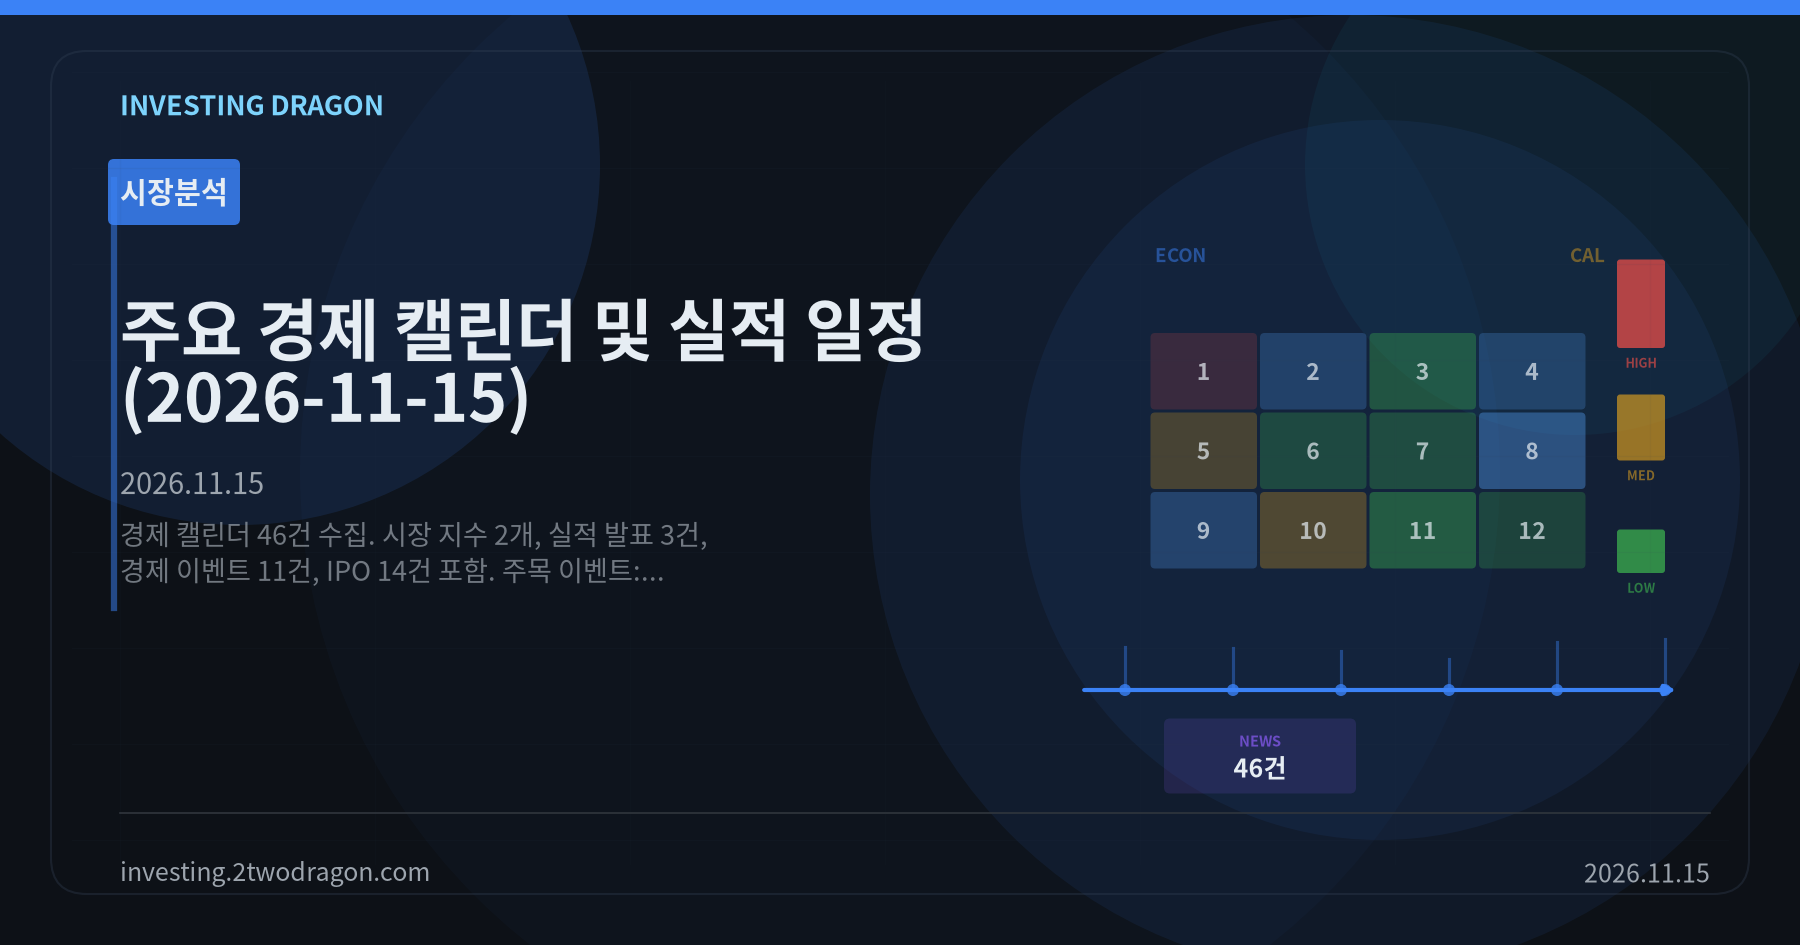 INVESTING DRAGON
시장분석
주요 경제 캘린더 및 실적 일정
(2026-11-15)
2026.11.15
경제 캘린더 46건 수집. 시장 지수 2개, 실적 발표 3건,
경제 이벤트 11건, IPO 14건 포함. 주목 이벤트:...
ECON
CAL
HIGH
1 2 3 4
5 6 7 8
MED
9 10 11 12
LOW
NEWS
46건
investing.2twodragon.com
2026.11.15